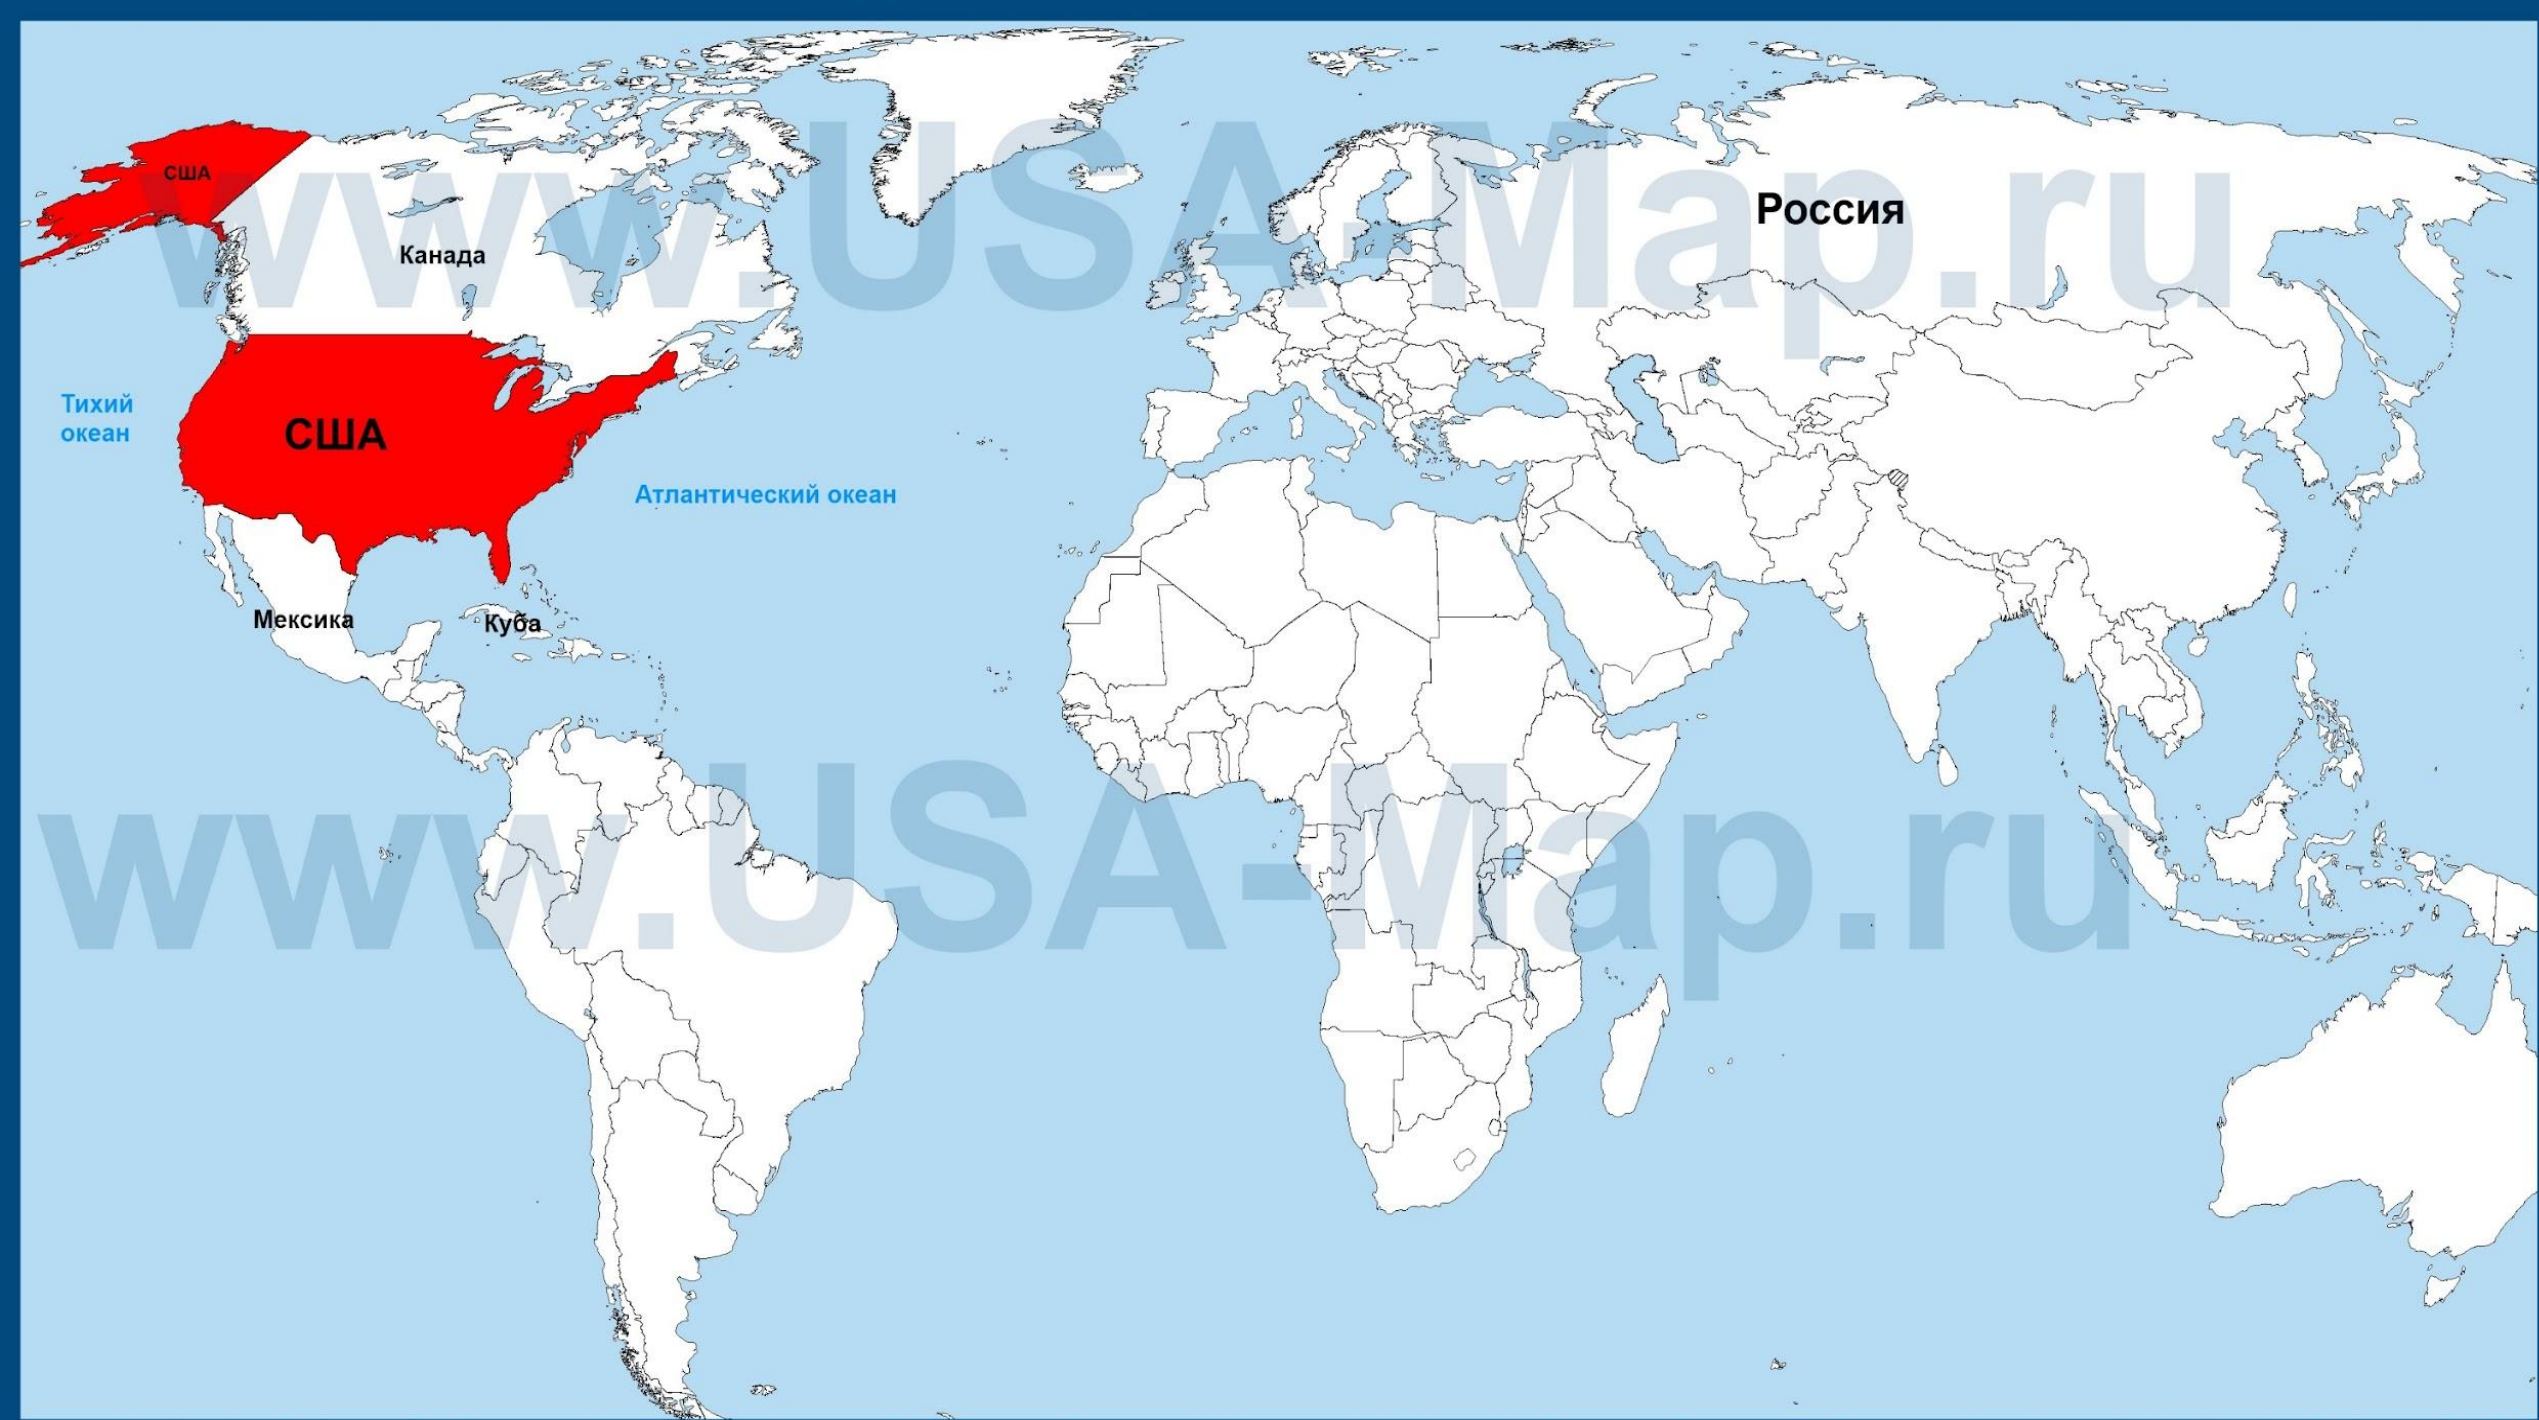 www.USA-Map.ru
США
Россия
Канада
Тихий
океан
США
Атлантический океан
Мексика
Куба
www.USA-Map.ru